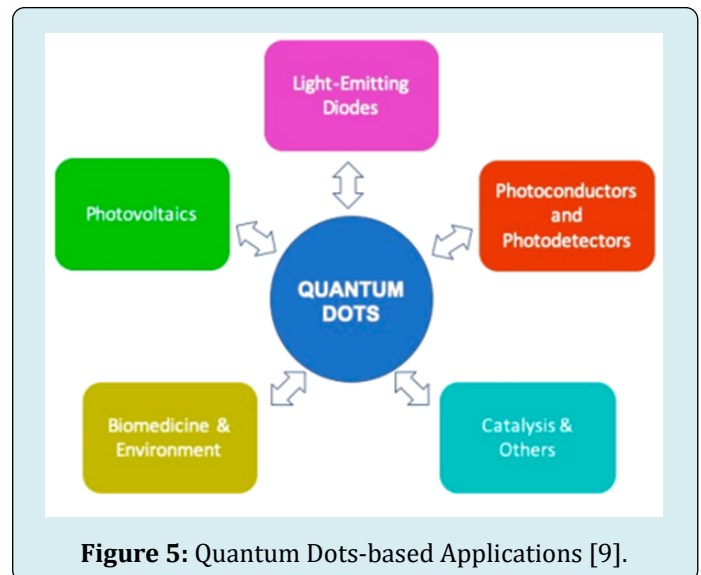 Light-Emitting
Diodes
Photovoltaics
Photoconductors
and
Photodetectors
QUANTUM
DOTS
Biomedicine &
Environment
Catalysis &
Others
Figure 5: Quantum Dots-based Applications [9].